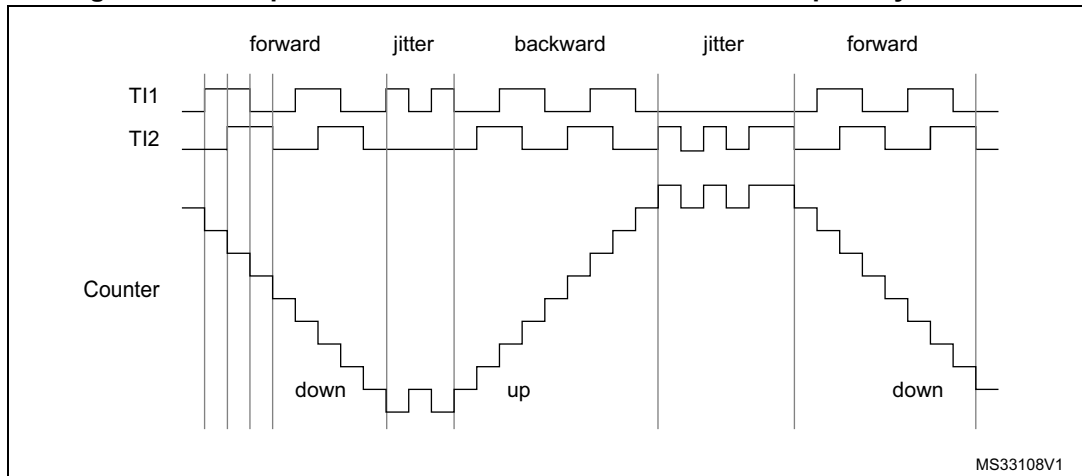 forward jitter backward jitter forward
TI1
TI2
Counter
down up down
MS33108V1